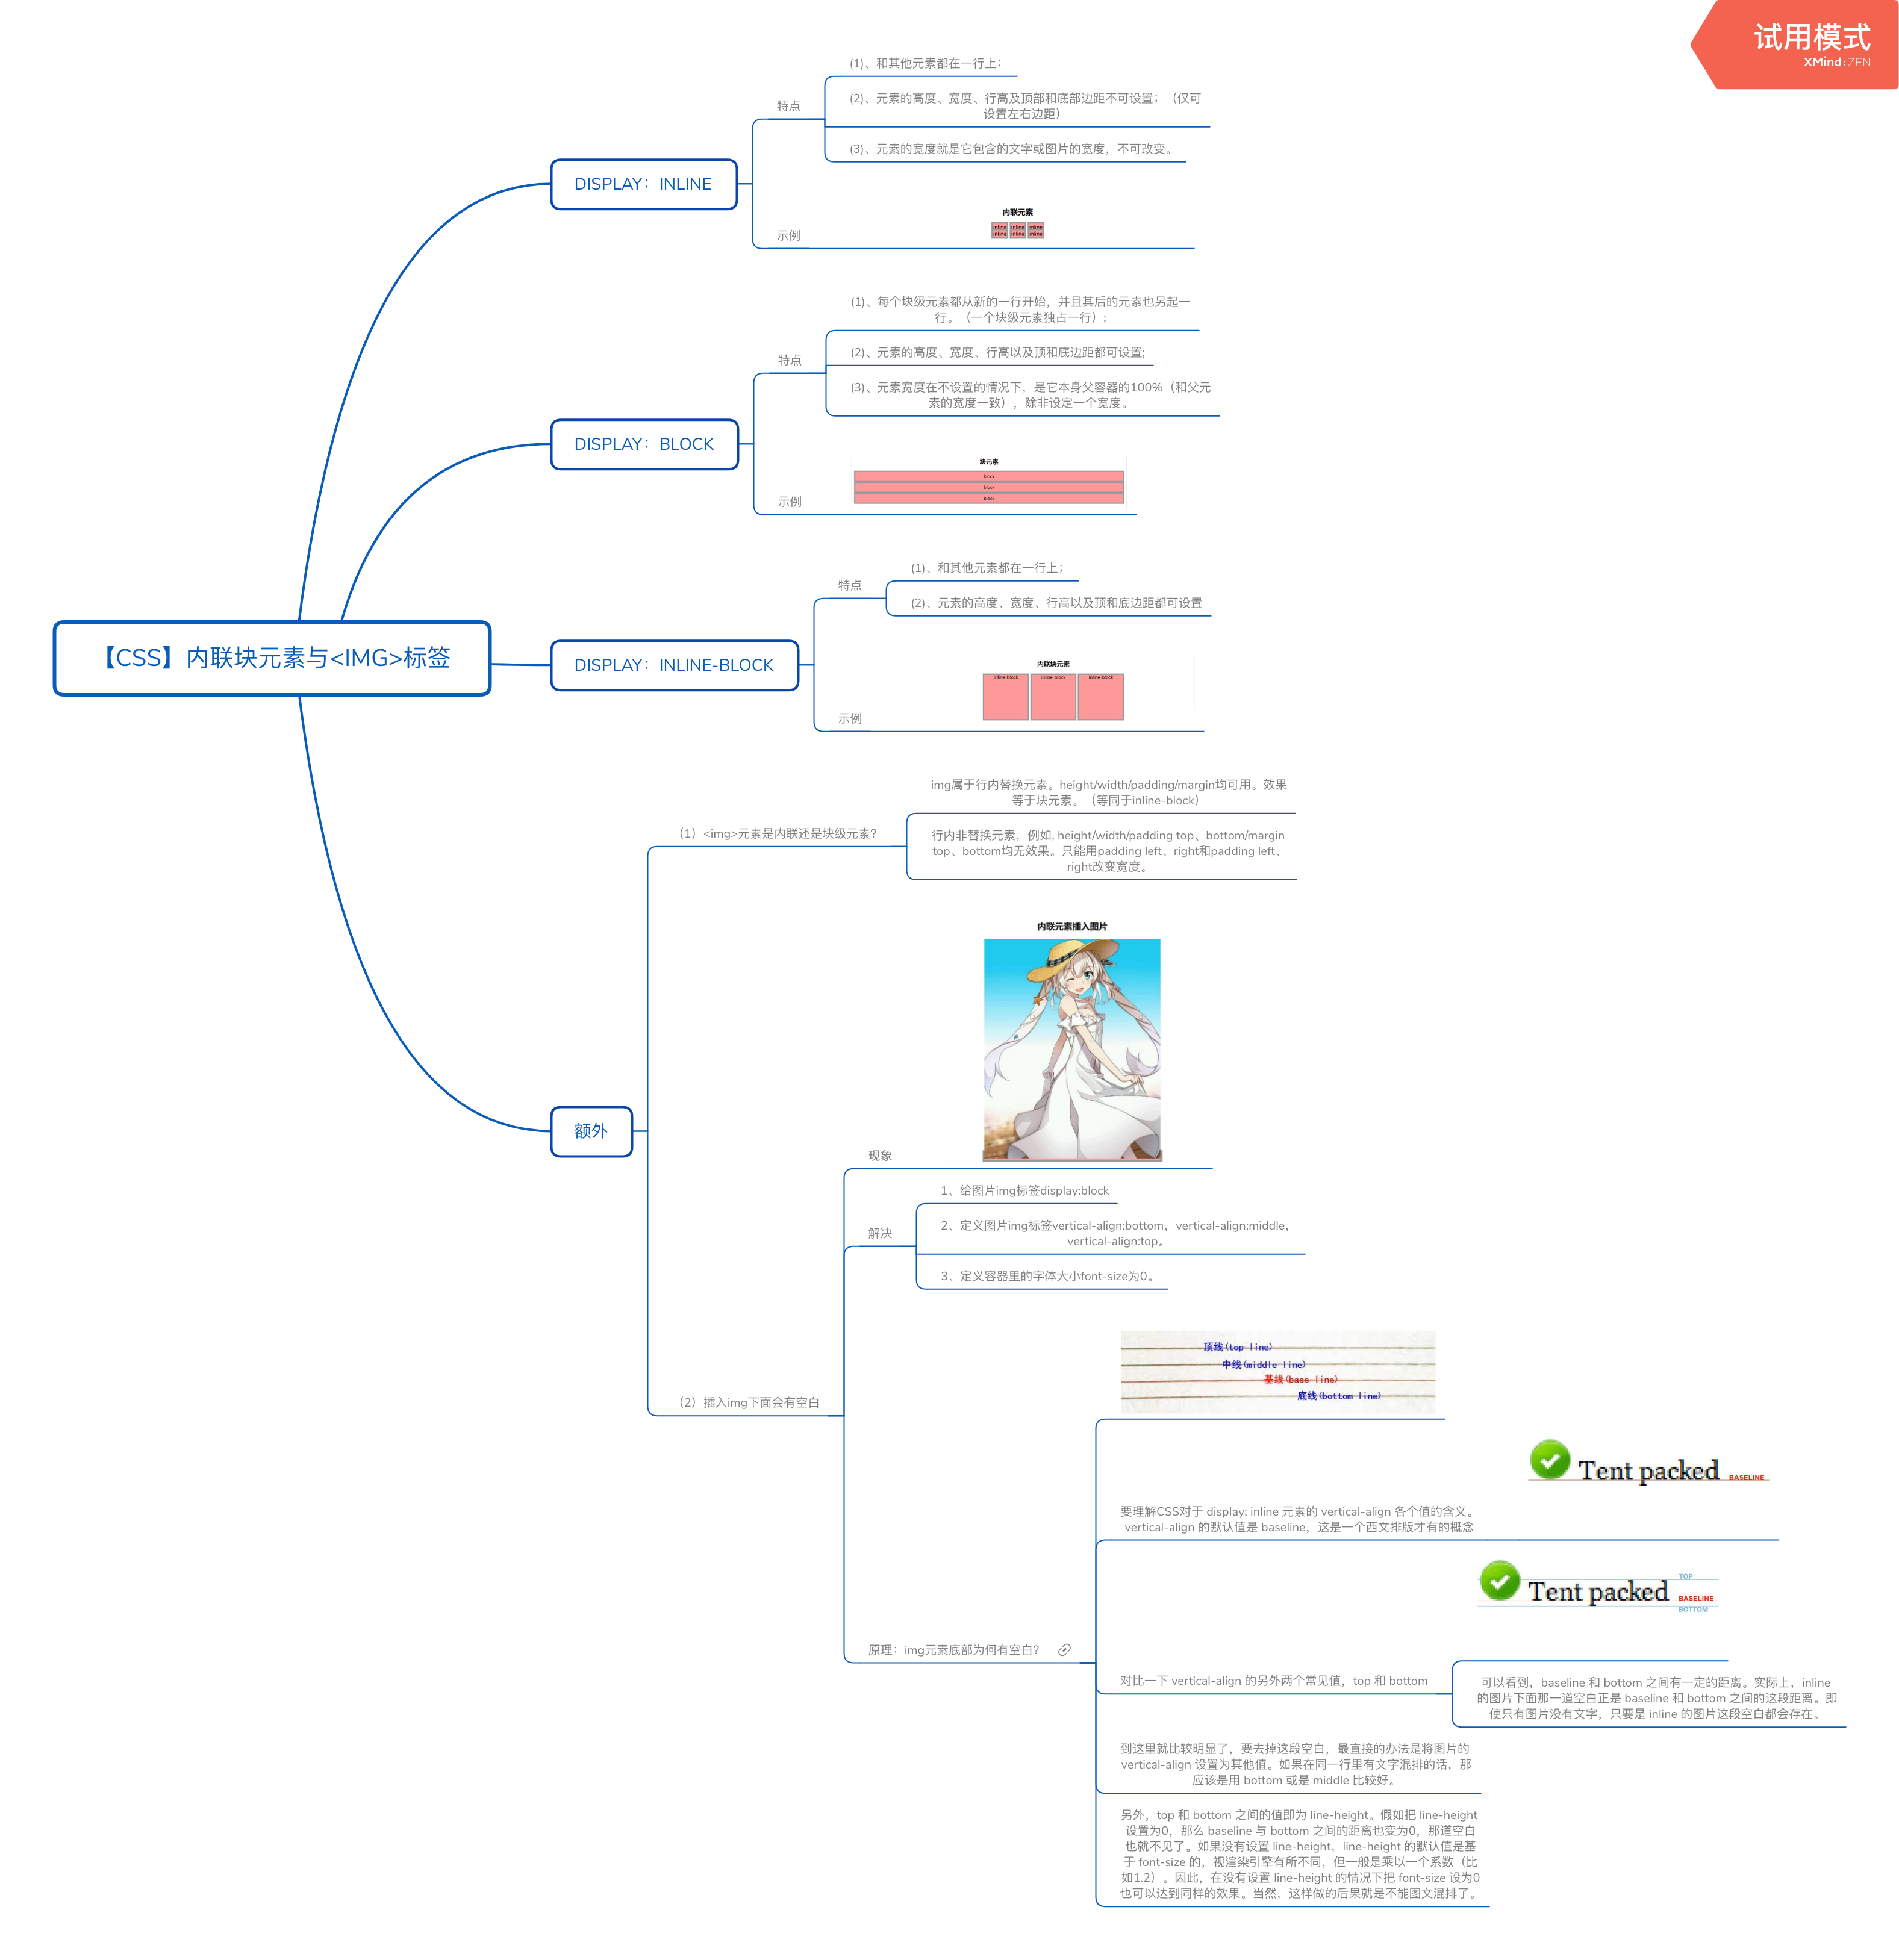 试用模式
XMind:ZEN
【CSS】内联块元素与<IMG>标签
DISPLAY：INLINE
特点
(1)、和其他元素都在一行上；
(2)、元素的高度、宽度、行高及顶部和底部边距不可设置；（仅可
设置左右边距）
(3)、元素的宽度就是它包含的文字或图片的宽度，不可改变。
示例
内联元素
inline inline inline
inline inline inline
DISPLAY：BLOCK
特点
(1)、每个块级元素都从新的一行开始，并且其后的元素也另起一
行。（一个块级元素独占一行）;
(2)、元素的高度、宽度、行高以及顶和底边距都可设置;
(3)、元素宽度在不设置的情况下，是它本身父容器的100%（和父元
素的宽度一致），除非设定一个宽度。
示例
块元素
block
block
block
DISPLAY：INLINE-BLOCK
特点
(1)、和其他元素都在一行上；
(2)、元素的高度、宽度、行高以及顶和底边距都可设置
示例
内联块元素
inline-block inline-block inline-block
额外
（1）<img>元素是内联还是块级元素?
img属于行内替换元素。height/width/padding/margin均可用。效果
等于块元素。（等同于inline-block）
行内非替换元素，例如, height/width/padding top、bottom/margin
top、bottom均无效果。只能用padding left、right和padding left、
right改变宽度。
（2）插入img下面会有空白
现象
内联元素插入图片
解决
1、给图片img标签display:block
2、定义图片img标签vertical-align:bottom，vertical-align:middle，
vertical-align:top。
3、定义容器里的字体大小font-size为0。
原理：img元素底部为何有空白?
顶线(top line)
中线(middle line)
基线(base line)
底线(bottom line)
Tent packed BASELINE
要理解CSS对于 display: inline 元素的 vertical-align 各个值的含义。
vertical-align 的默认值是 baseline，这是一个西文排版才有的概念
对比一下 vertical-align 的另外两个常见值，top 和 bottom
TOP
Tent packed BASELINE
BOTTOM
可以看到，baseline 和 bottom 之间有一定的距离。实际上，inline
的图片下面那一道空白正是 baseline 和 bottom 之间的这段距离。即
使只有图片没有文字，只要是 inline 的图片这段空白都会存在。
到这里就比较明显了，要去掉这段空白，最直接的办法是将图片的
vertical-align 设置为其他值。如果在同一行里有文字混排的话，那
应该是用 bottom 或是 middle 比较好。
另外，top 和 bottom 之间的值即为 line-height。假如把 line-height
设置为0，那么 baseline 与 bottom 之间的距离也变为0，那道空白
也就不见了。如果没有设置 line-height，line-height 的默认值是基
于 font-size 的，视渲染引擎有所不同，但一般是乘以一个系数（比
如1.2）。因此，在没有设置 line-height 的情况下把 font-size 设为0
也可以达到同样的效果。当然，这样做的后果就是不能图文混排了。